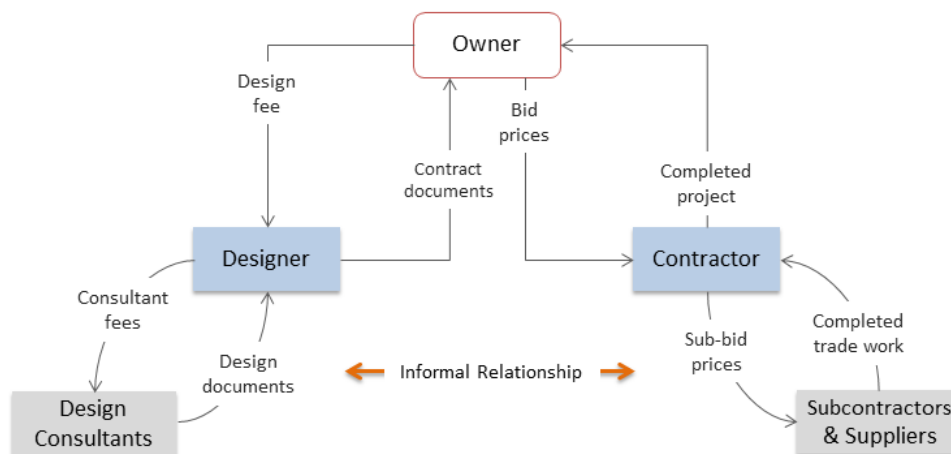 Owner
Design
fee
Bid
prices
Contract
documents
Completed
project
Designer
Contractor
Consultant
fees
Design
documents
Informal Relationship
Sub-bid
prices
Completed
trade work
Design
Consultants
Subcontractors
& Suppliers